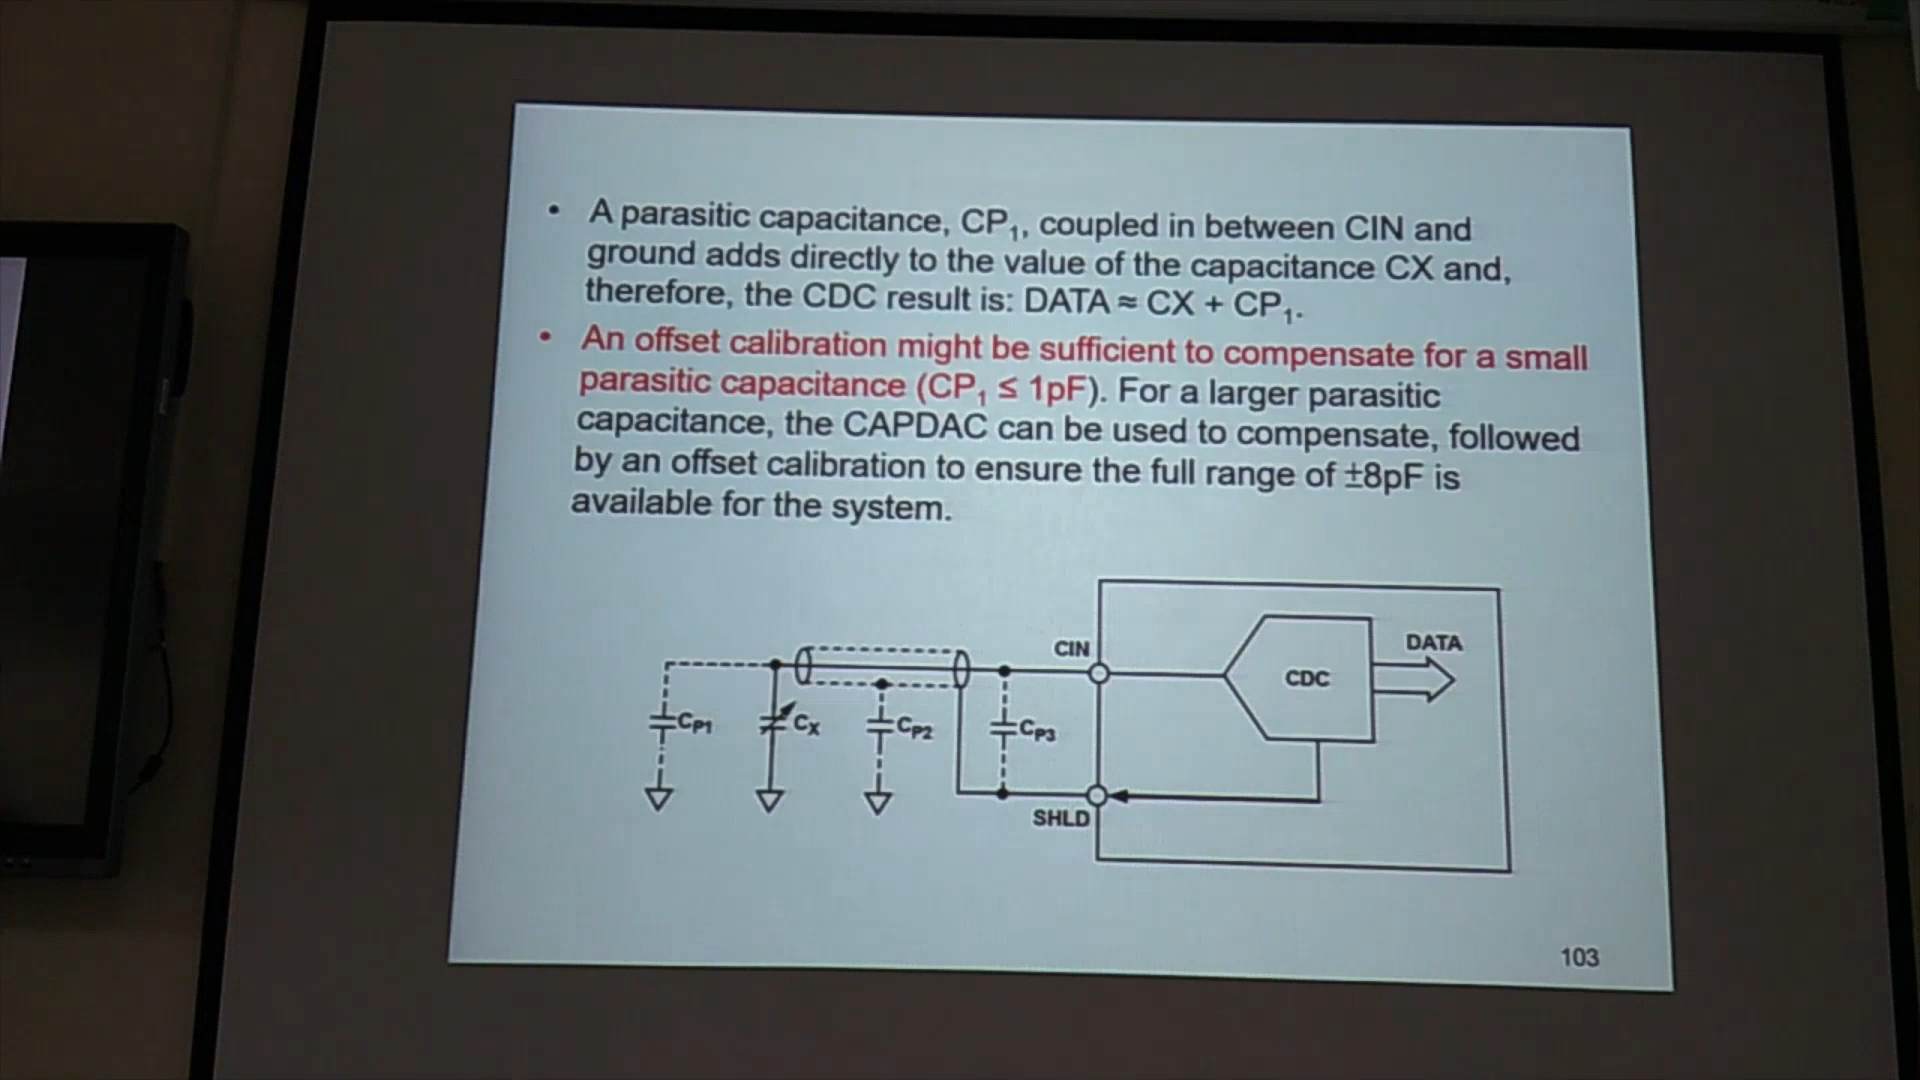 • A parasitic capacitance, CP₁, coupled in between CIN and
ground adds directly to the value of the capacitance CX and,
therefore, the CDC result is: DATA ≈ CX + CP₁.
• An offset calibration might be sufficient to compensate for a small
parasitic capacitance (CP₁ ≤ 1pF). For a larger parasitic
capacitance, the CAPDAC can be used to compensate, followed
by an offset calibration to ensure the full range of ±8pF is
available for the system.
CIN
DATA
CDC
CP1
CX
CP2
CP3
SHLD
103